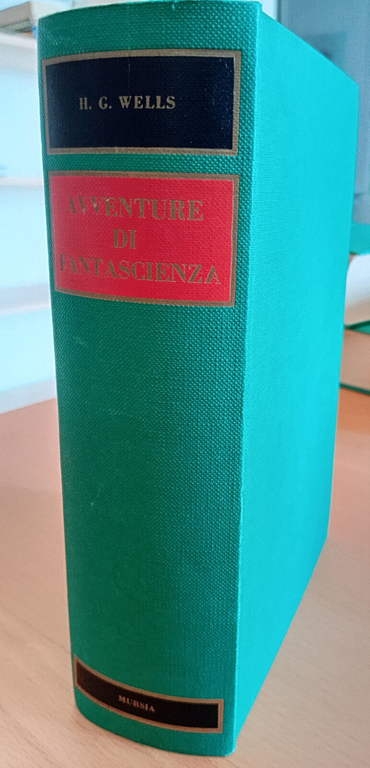 H. G. WELLS
AVVENTURE
DI
FANTASCIENZA
MURSIA